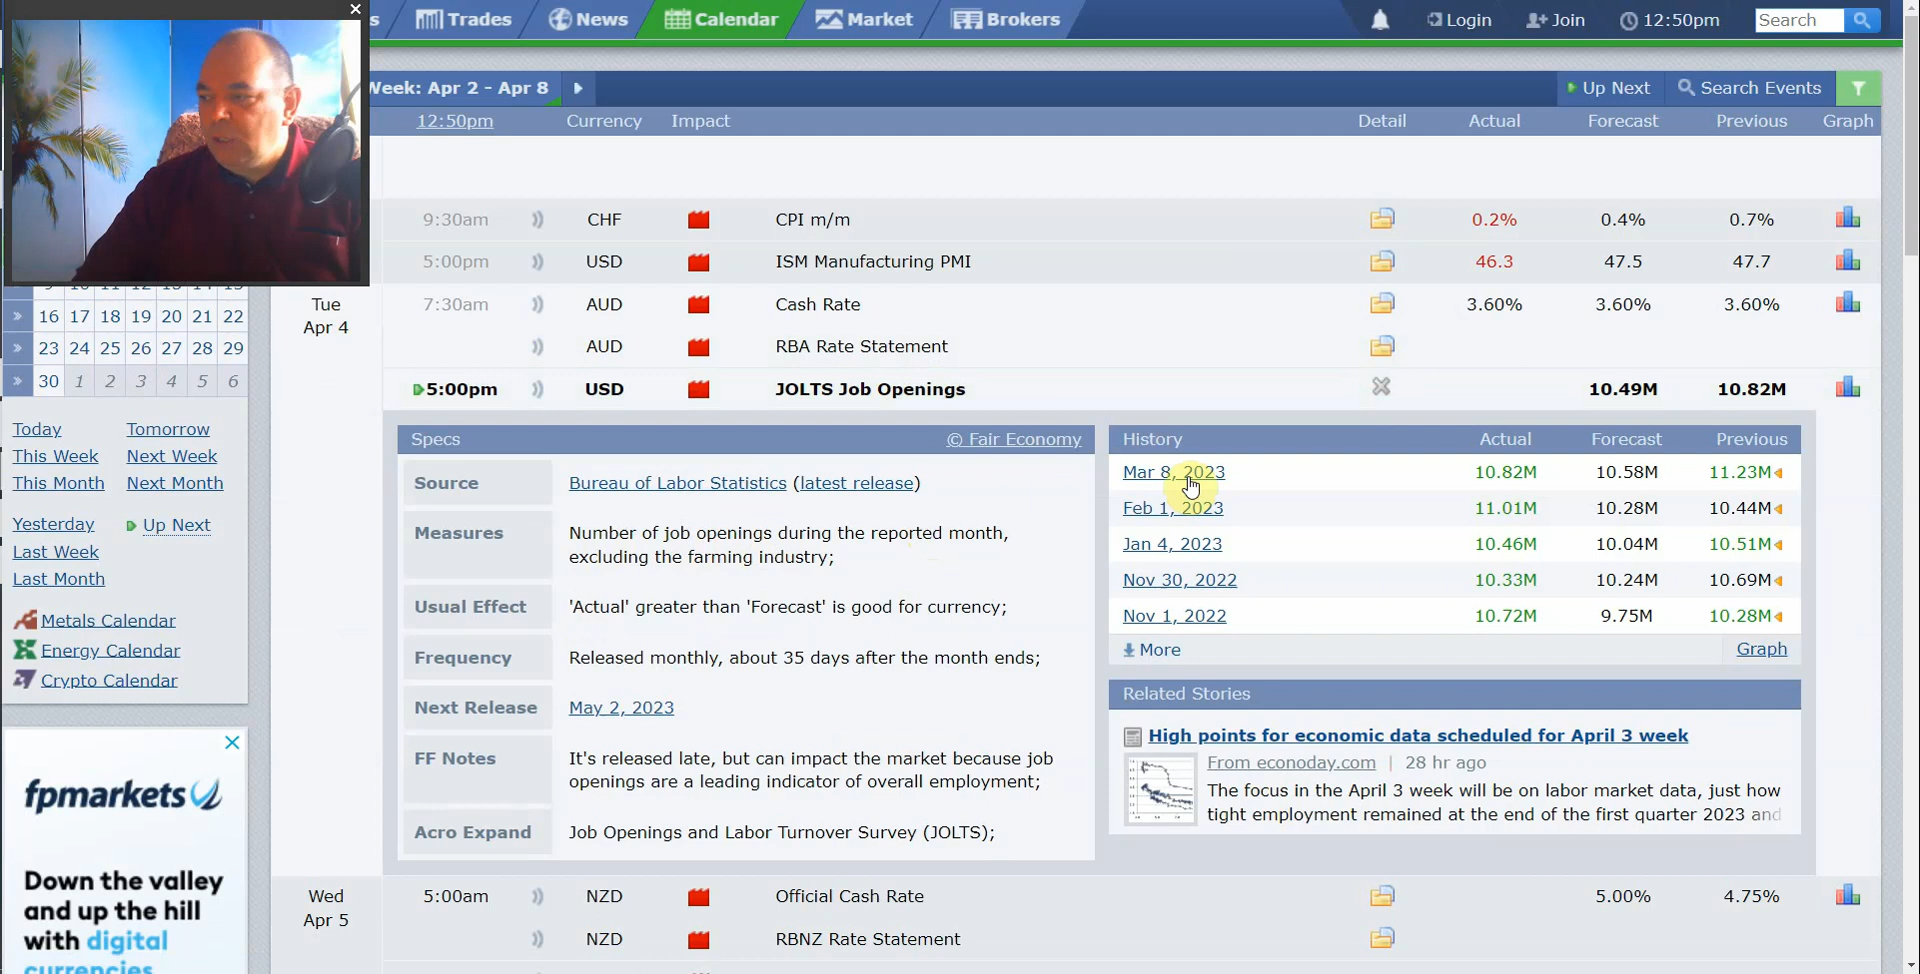 s Trades News Calendar Market Brokers Login Join 12:50pm Search
Week: Apr 2 - Apr 8 Up Next Search Events
12:50pm Currency Impact Detail Actual Forecast Previous Graph
9:30am CHF CPI m/m 0.2% 0.4% 0.7%
5:00pm USD ISM Manufacturing PMI 46.3 47.5 47.7
Tue
Apr 4
7:30am AUD Cash Rate 3.60% 3.60% 3.60%
AUD RBA Rate Statement
5:00pm USD JOLTS Job Openings 10.49M 10.82M
Specs © Fair Economy
Source Bureau of Labor Statistics (latest release)
Measures Number of job openings during the reported month,
excluding the farming industry;
Usual Effect 'Actual' greater than 'Forecast' is good for currency;
Frequency Released monthly, about 35 days after the month ends;
Next Release May 2, 2023
FF Notes It's released late, but can impact the market because job
openings are a leading indicator of overall employment;
Acro Expand Job Openings and Labor Turnover Survey (JOLTS);
History Actual Forecast Previous
Mar 8, 2023 10.82M 10.58M 11.23M
Feb 1, 2023 11.01M 10.28M 10.44M
Jan 4, 2023 10.46M 10.04M 10.51M
Nov 30, 2022 10.33M 10.24M 10.69M
Nov 1, 2022 10.72M 9.75M 10.28M
More Graph
Related Stories
High points for economic data scheduled for April 3 week
From econoday.com | 28 hr ago
The focus in the April 3 week will be on labor market data, just how
tight employment remained at the end of the first quarter 2023 and
Wed
Apr 5
5:00am NZD Official Cash Rate 5.00% 4.75%
NZD RBNZ Rate Statement
» 16 17 18 19 20 21 22
» 23 24 25 26 27 28 29
» 30 1 2 3 4 5 6
Today Tomorrow
This Week Next Week
This Month Next Month
Yesterday Up Next
Last Week
Last Month
Metals Calendar
Energy Calendar
Crypto Calendar
fpmarkets
Down the valley
and up the hill
with digital
currencies